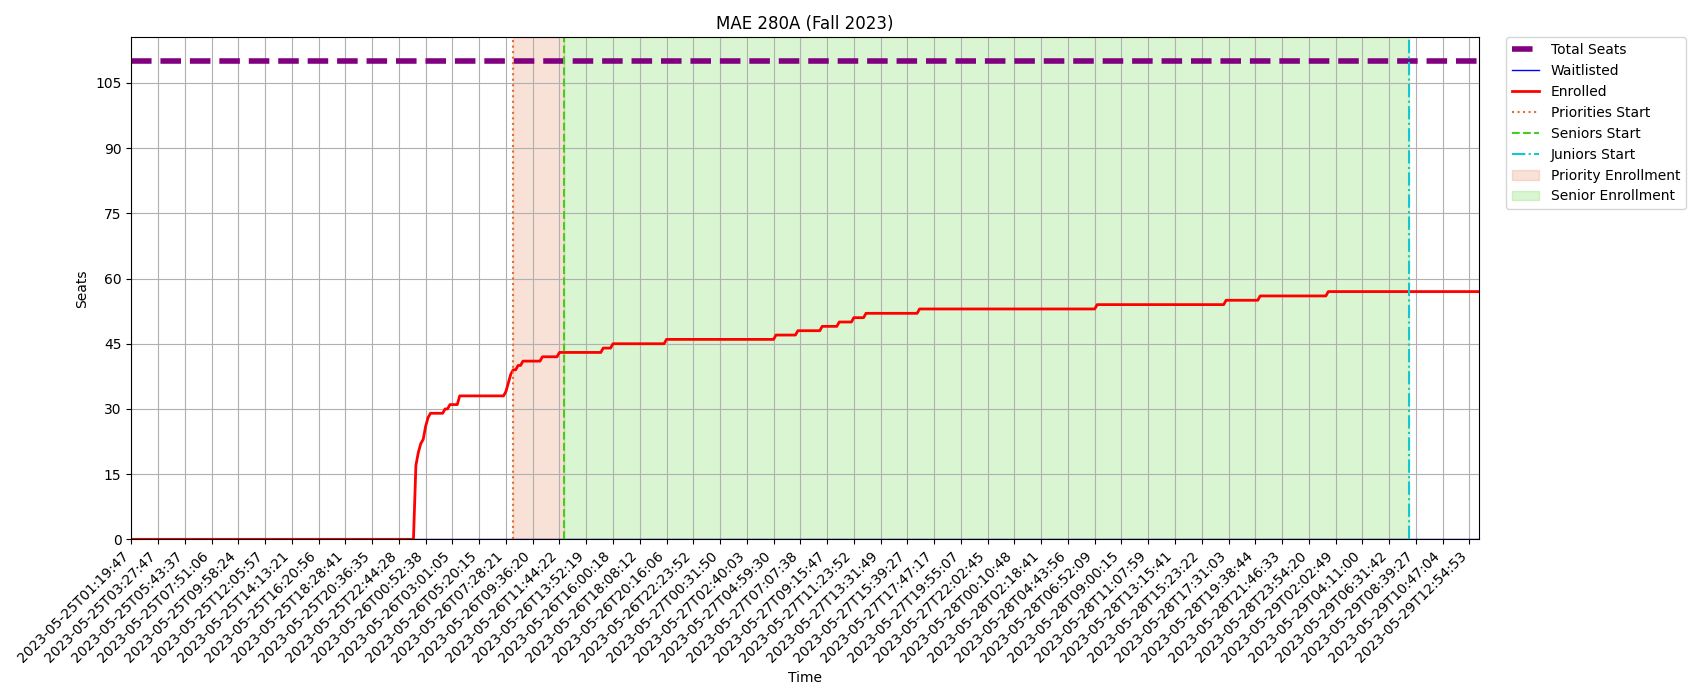 MAE 280A (Fall 2023)
Total Seats
Waitlisted
Enrolled
Priorities Start
Seniors Start
Juniors Start
Priority Enrollment
Senior Enrollment
Seats
105
90
75
60
45
30
15
0
2023-05-25T01:19:47
2023-05-25T03:27:47
2023-05-25T05:43:37
2023-05-25T07:51:06
2023-05-25T09:58:24
2023-05-25T12:05:57
2023-05-25T14:13:21
2023-05-25T16:20:56
2023-05-25T18:28:41
2023-05-25T20:36:35
2023-05-25T22:44:28
2023-05-26T00:52:38
2023-05-26T03:01:05
2023-05-26T05:20:15
2023-05-26T07:28:21
2023-05-26T09:36:20
2023-05-26T11:44:22
2023-05-26T13:52:19
2023-05-26T16:00:18
2023-05-26T18:08:12
2023-05-26T20:16:06
2023-05-26T22:23:52
2023-05-27T00:31:50
2023-05-27T02:40:03
2023-05-27T04:59:30
2023-05-27T07:07:38
2023-05-27T09:15:47
2023-05-27T11:23:52
2023-05-27T13:31:49
2023-05-27T15:39:27
2023-05-27T17:47:17
2023-05-27T19:55:07
2023-05-27T22:02:45
2023-05-28T00:10:48
2023-05-28T02:18:41
2023-05-28T04:43:56
2023-05-28T06:52:09
2023-05-28T09:00:15
2023-05-28T11:07:59
2023-05-28T13:15:41
2023-05-28T15:23:22
2023-05-28T17:31:03
2023-05-28T19:38:44
2023-05-28T21:46:33
2023-05-28T23:54:20
2023-05-29T02:02:49
2023-05-29T04:11:00
2023-05-29T06:31:42
2023-05-29T08:39:27
2023-05-29T10:47:04
2023-05-29T12:54:53
Time